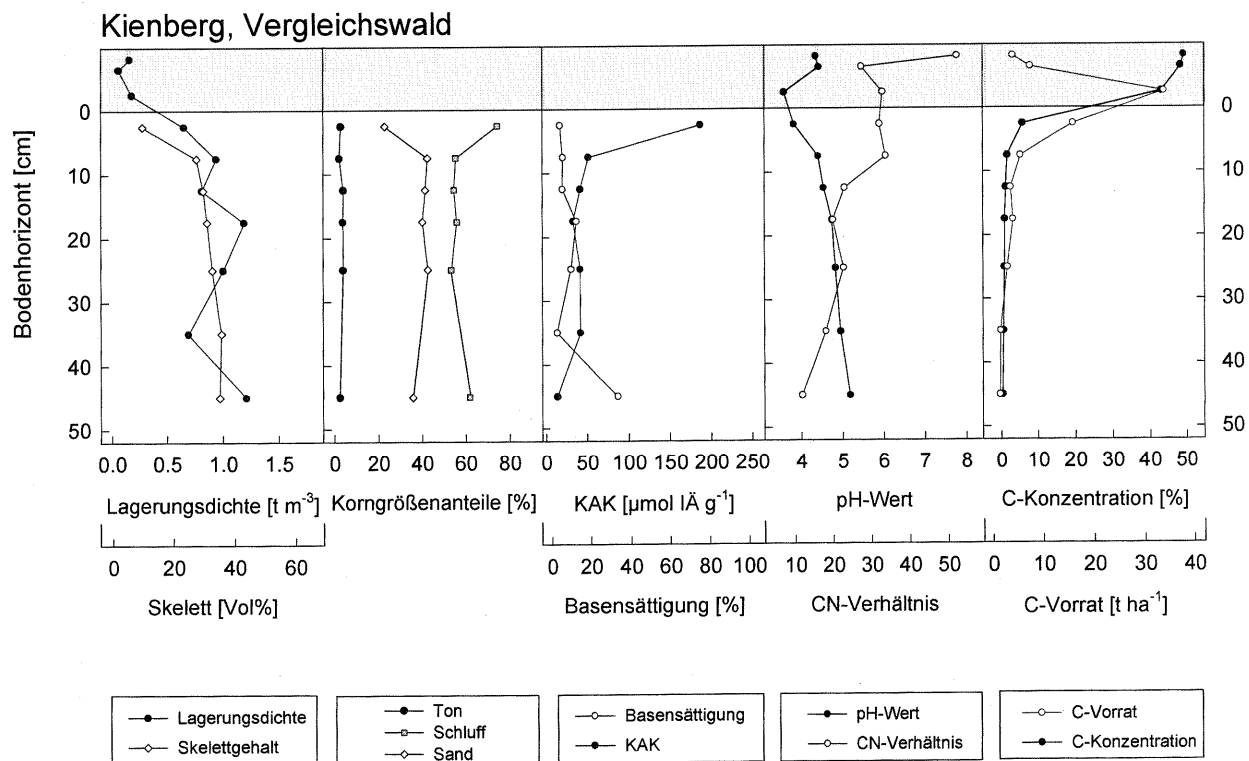 Kienberg, Vergleichswald
Bodenhorizont [cm]
0
10
20
30
40
50
0
10
20
30
40
50
0.0 0.5 1.0 1.5
0 20 40 60 80
0 50 100 150 200 250
4 5 6 7 8
0 10 20 30 40 50
Lagerungsdichte [t m-3]
Korngrößenanteile [%]
KAK [µmol IÄ g-1]
pH-Wert
C-Konzentration [%]
0 20 40 60
0 20 40 60 80 100
10 20 30 40 50
0 10 20 30 40
Skelett [Vol%]
Basensättigung [%]
CN-Verhältnis
C-Vorrat [t ha-1]
Lagerungsdichte
Skelettgehalt
Ton
Schluff
Sand
Basensättigung
KAK
pH-Wert
CN-Verhältnis
C-Vorrat
C-Konzentration